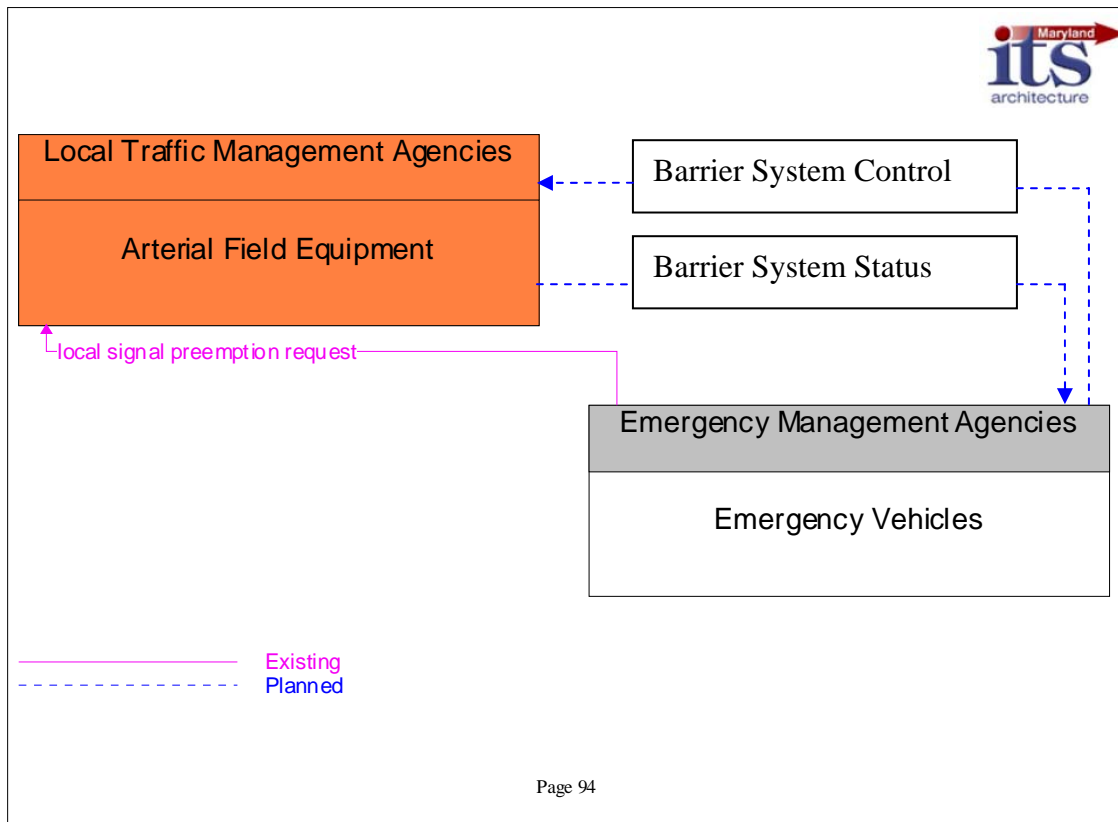 Maryland
its
architecture
Local Traffic Management Agencies
Arterial Field Equipment
Barrier System Control
Barrier System Status
local signal preemption request
Emergency Management Agencies
Emergency Vehicles
Existing
Planned
Page 94